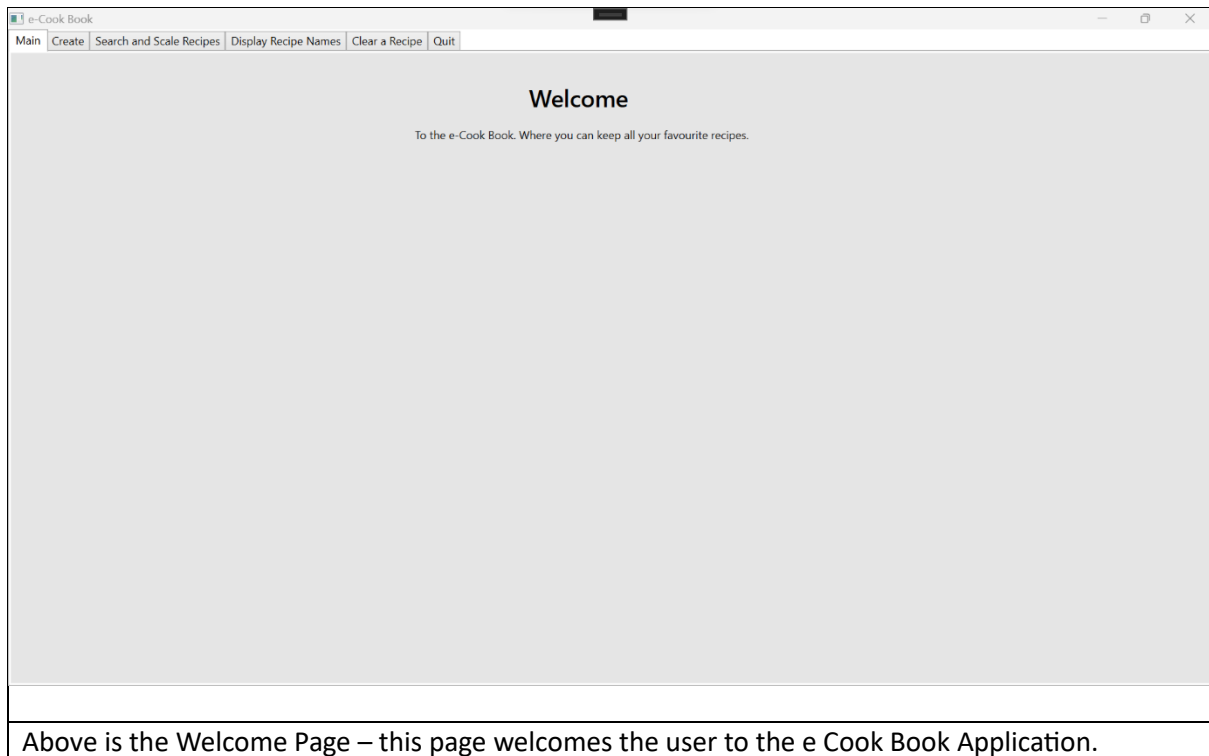 e-Cook Book
Main Create Search and Scale Recipes Display Recipe Names Clear a Recipe Quit
Welcome
To the e-Cook Book. Where you can keep all your favourite recipes.
Above is the Welcome Page – this page welcomes the user to the e Cook Book Application.